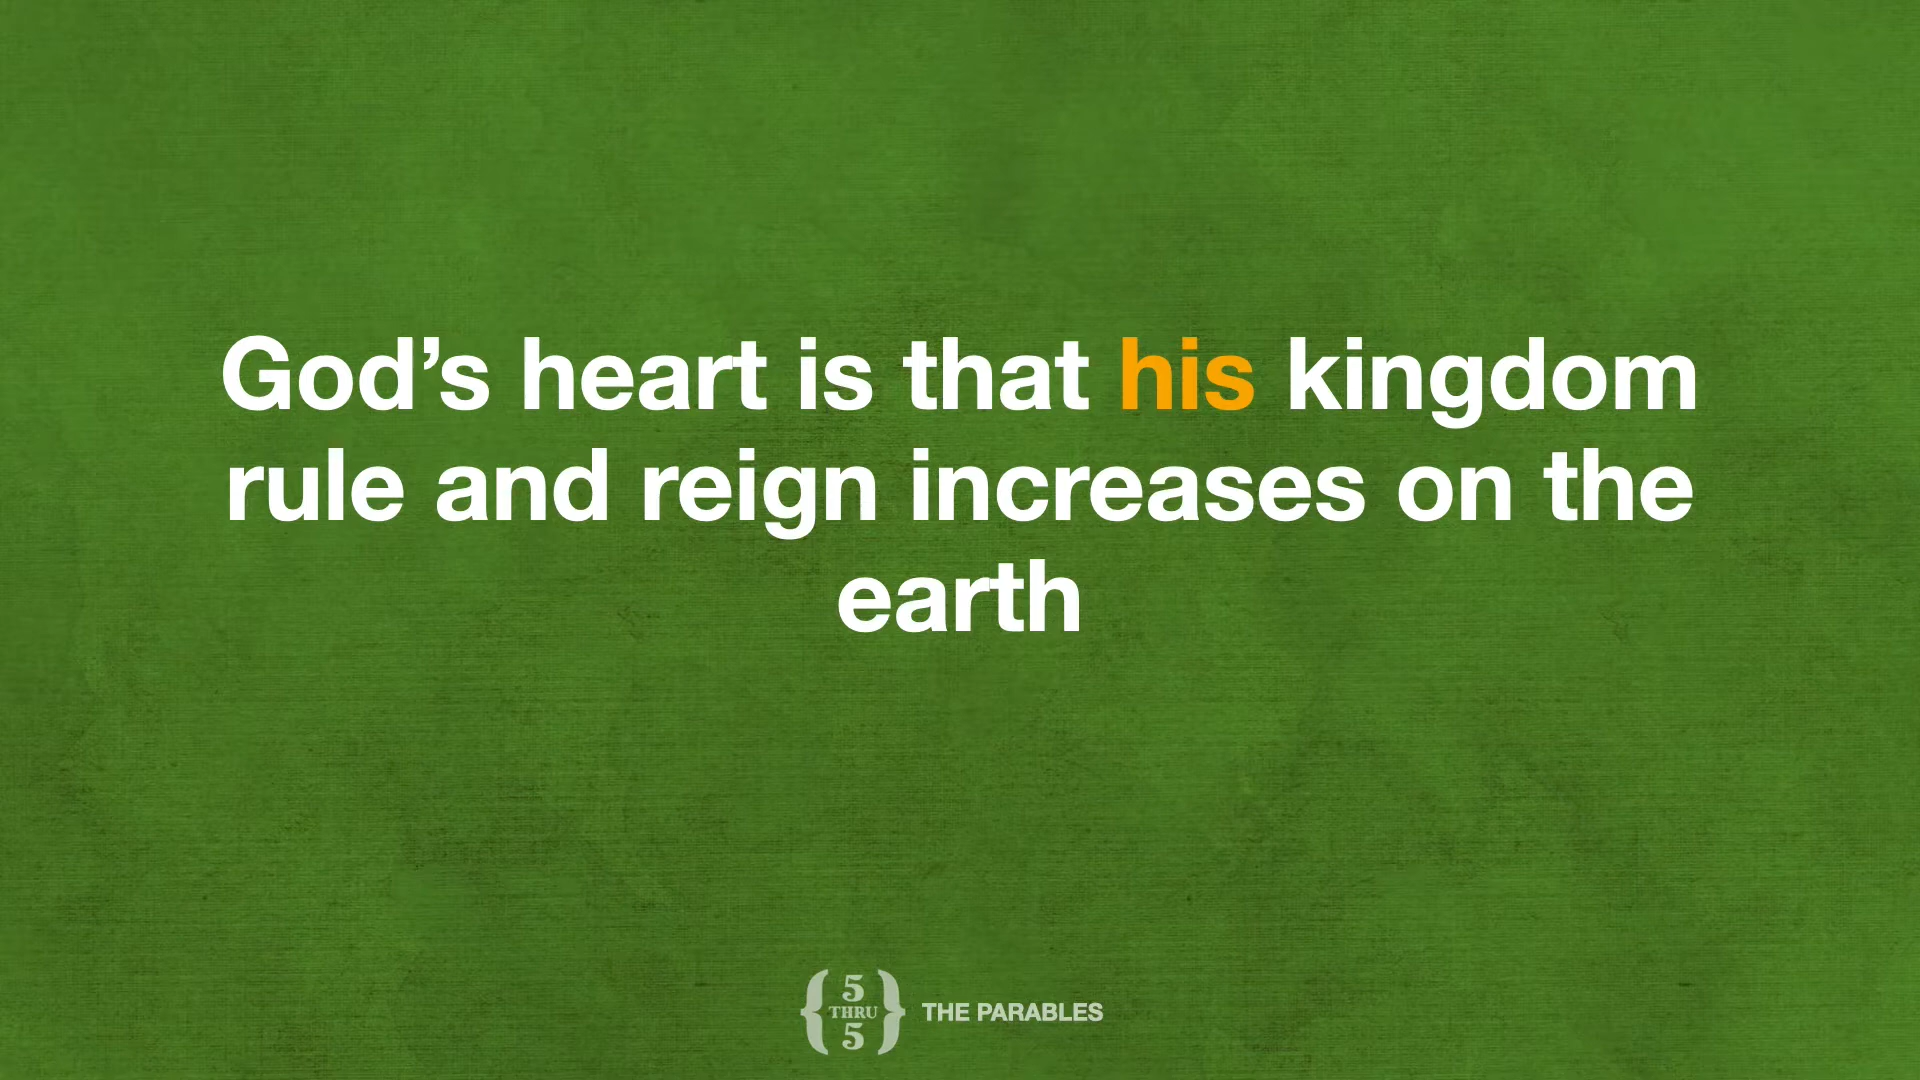 God’s heart is that his kingdom
rule and reign increases on the
earth
5
THRU
5
THE PARABLES